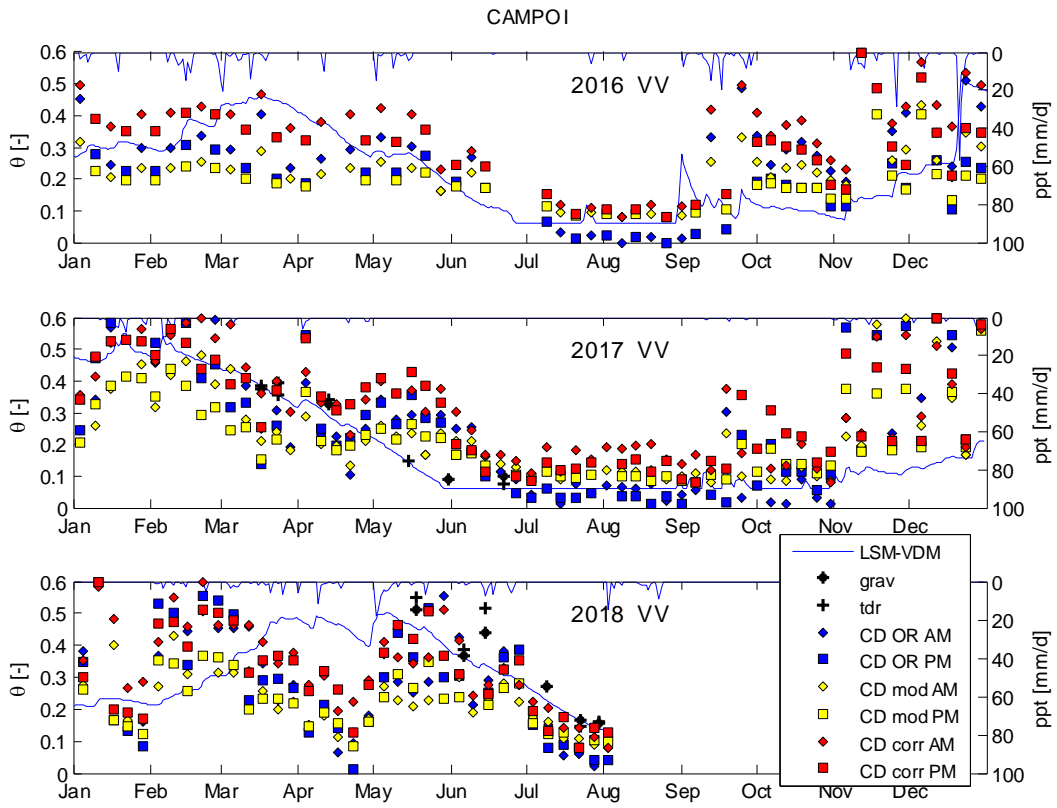 CAMPO I
0.6 0.5 0.4 0.3 0.2 0.1 0
θ [-]
2016 VV
0 20 40 60 80 100
ppt [mm/d]
Jan Feb Mar Apr May Jun Jul Aug Sep Oct Nov Dec
0.6 0.5 0.4 0.3 0.2 0.1 0
θ [-]
2017 VV
0 20 40 60 80 100
ppt [mm/d]
Jan Feb Mar Apr May Jun Jul Aug Sep Oct Nov Dec
0.6 0.5 0.4 0.3 0.2 0.1 0
θ [-]
2018 VV
0 20 40 60 80 100
ppt [mm/d]
LSM-VDM
grav
tdr
CD OR AM
CD OR PM
CD mod AM
CD mod PM
CD corr AM
CD corr PM
Jan Feb Mar Apr May Jun Jul Aug Sep Oct Nov Dec